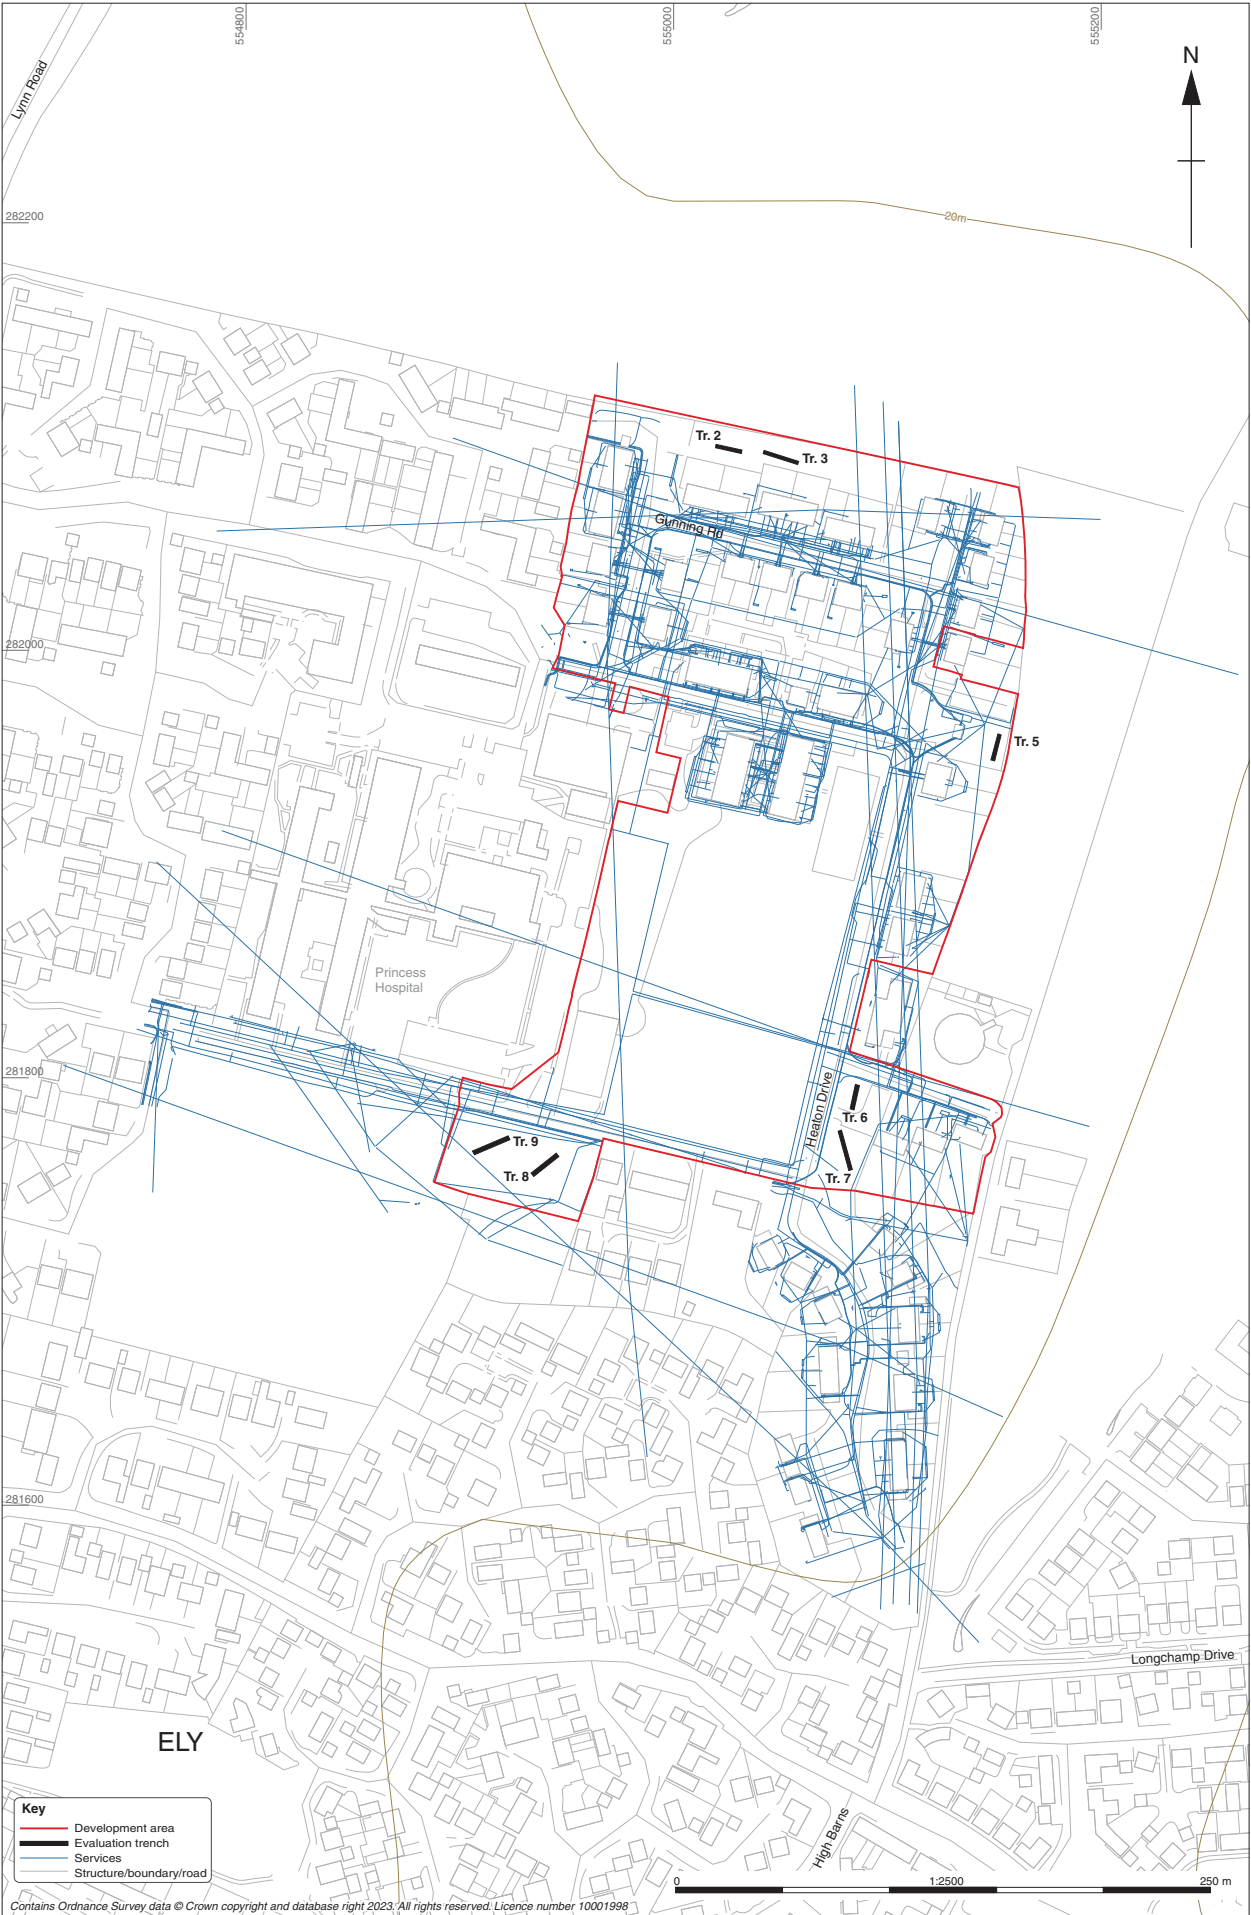 554800
555000
555200
Lynn Road
N
282200
20m
Tr. 2
Tr. 3
Gunning Rd
282000
Tr. 5
Princess
Hospital
281800
Heaton Drive
Tr. 6
Tr. 9
Tr. 8
Tr. 7
281600
Longchamp Drive
ELY
High Barns
Key
Development area
Evaluation trench
Services
Structure/boundary/road
0
1:2500
250 m
Contains Ordnance Survey data © Crown copyright and database right 2023. All rights reserved. Licence number 10001998